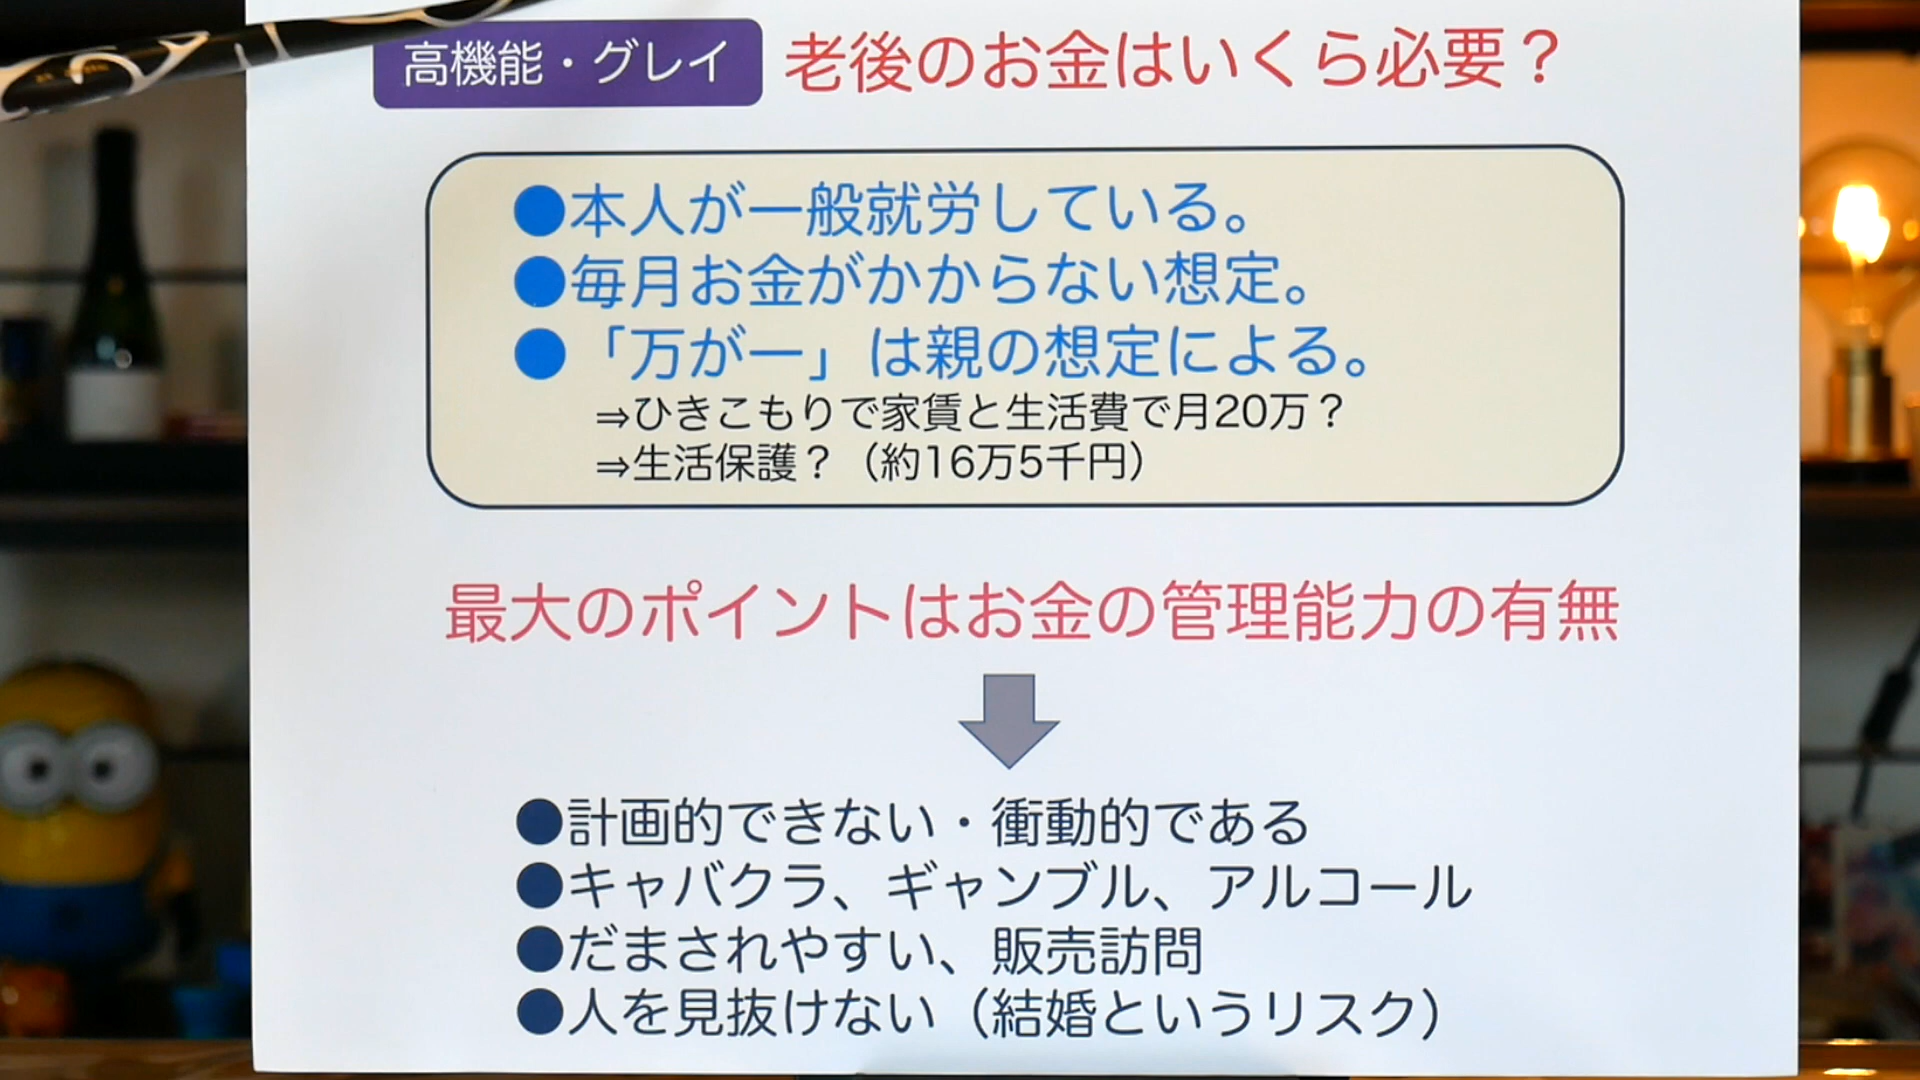 高機能・グレイ 老後のお金はいくら必要？
●本人が一般就労している。
●毎月お金がかからない想定。
●「万が一」は親の想定による。
⇒ひきこもりで家賃と生活費で月20万？
⇒生活保護？（約16万5千円）
最大のポイントはお金の管理能力の有無
●計画的できない・衝動的である
●キャバクラ、ギャンブル、アルコール
●だまされやすい、販売訪問
●人を見抜けない（結婚というリスク）